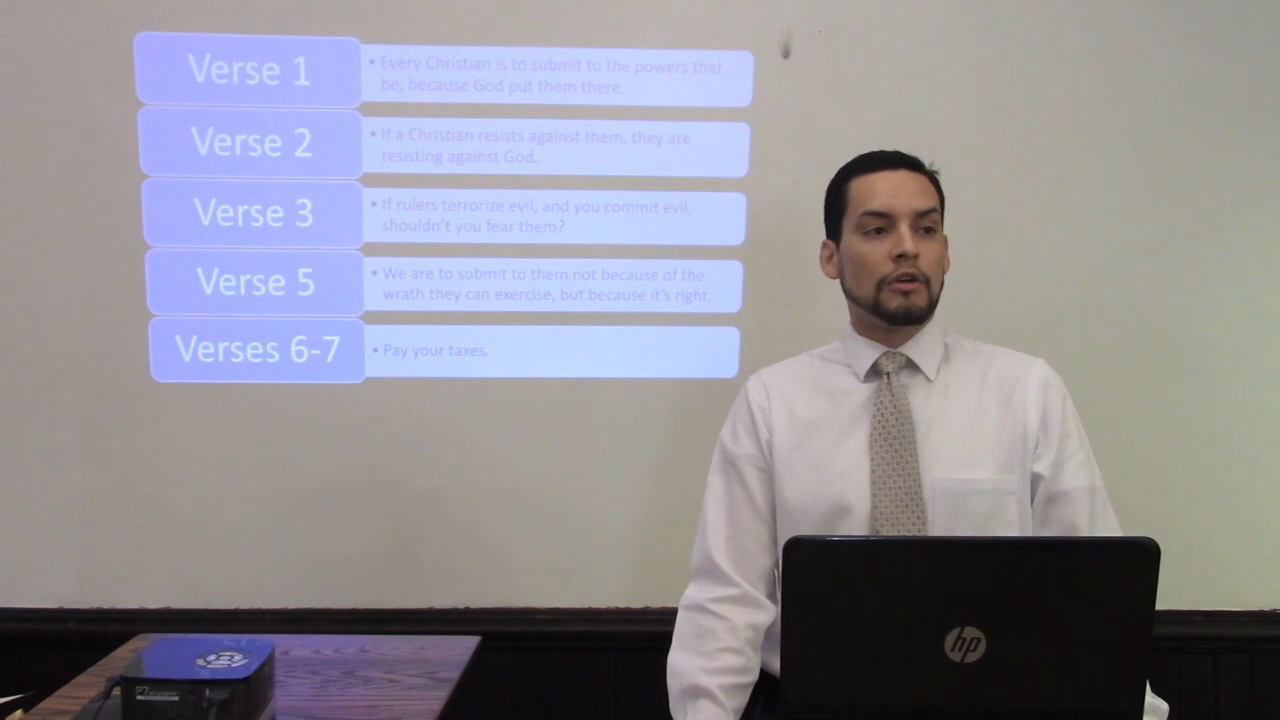 Verse 1
• Every Christian is to submit to the powers that
be, because God put them there.
Verse 2
• If a Christian resists against them, they are
resisting against God.
Verse 3
• If rulers terrorize evil, and you commit evil,
shouldn't you fear them?
Verse 5
• We are to submit to them not because of the
wrath they can exercise, but because it's right.
Verses 6-7
• Pay your taxes.
hp
P7